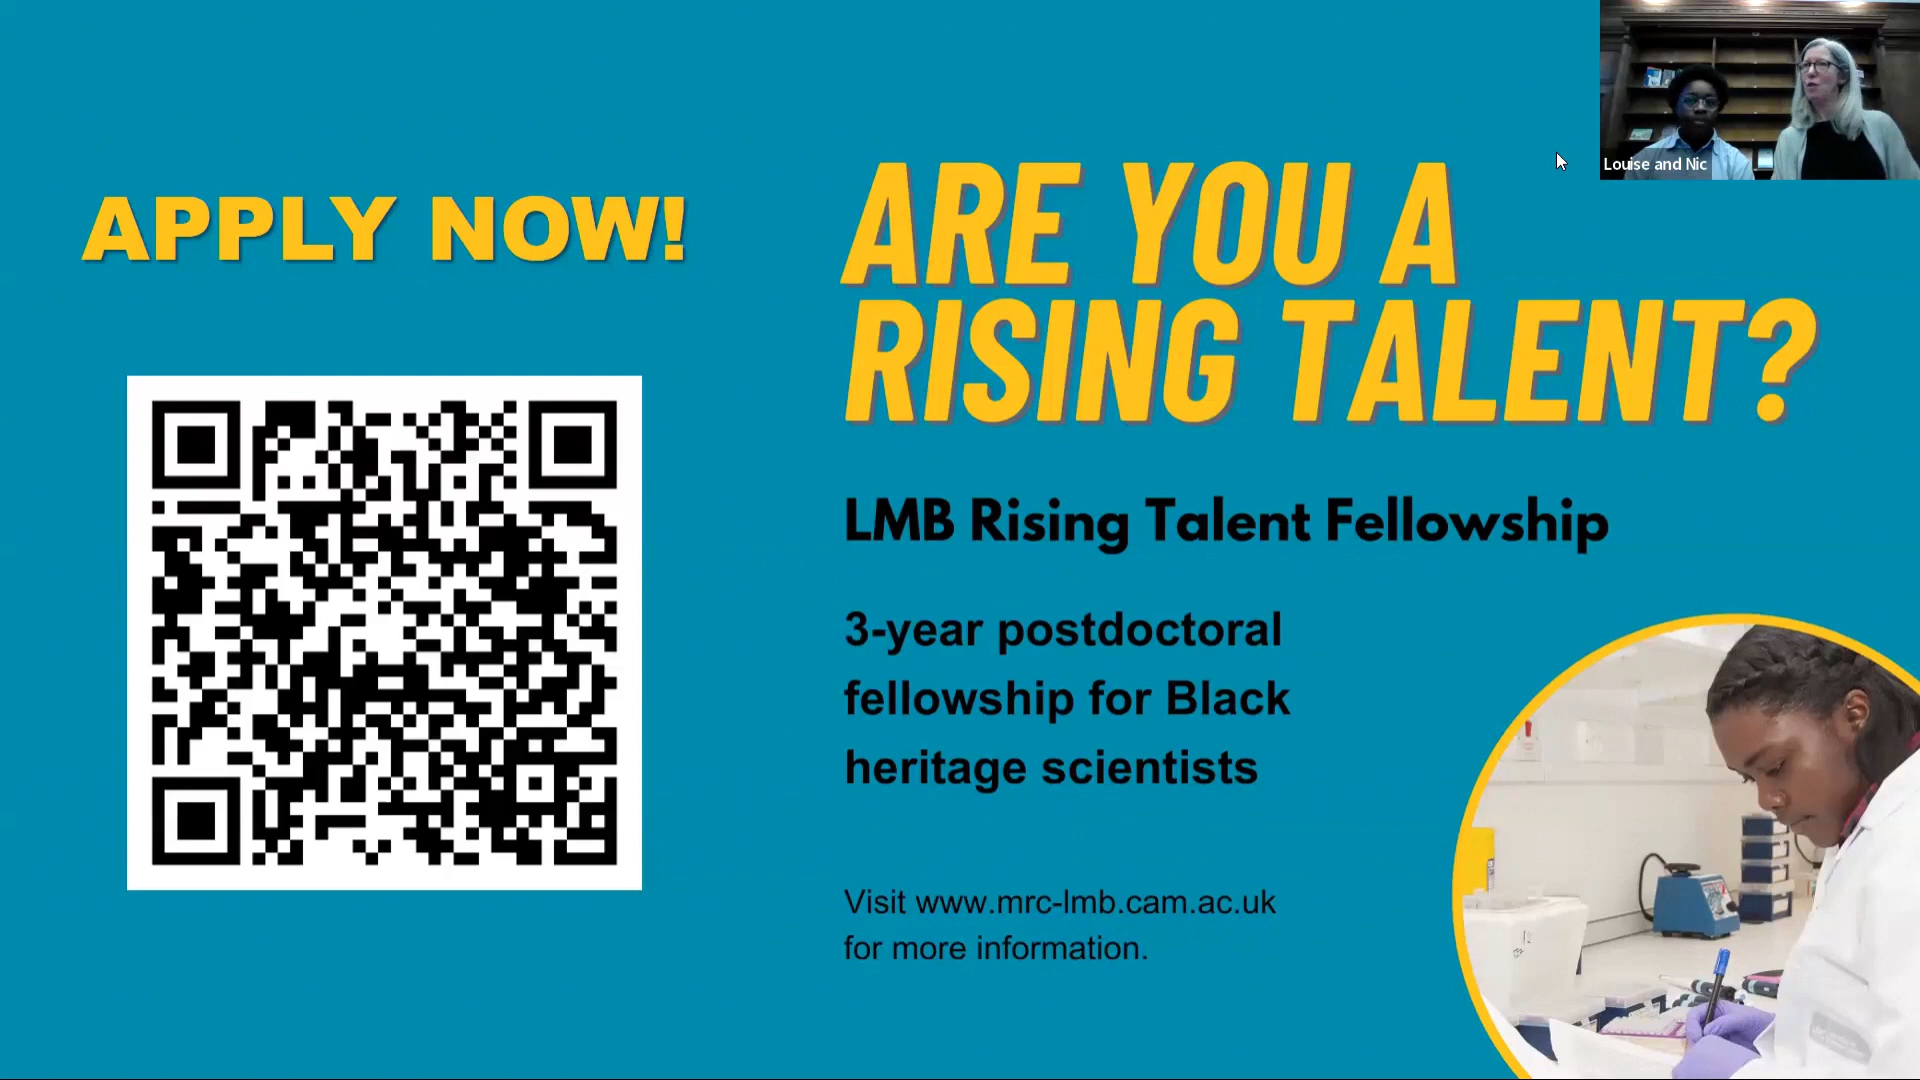 APPLY NOW!
ARE YOU A
RISING TALENT?
LMB Rising Talent Fellowship
3-year postdoctoral
fellowship for Black
heritage scientists
Visit www.mrc-lmb.cam.ac.uk
for more information.
Louise and Nic